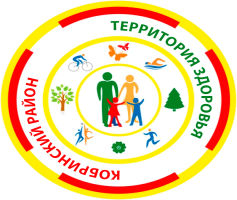 ТЕРРИТОРИЯ ЗДОРОВЬЯ
КОБРИНСКИЙ РАЙОН